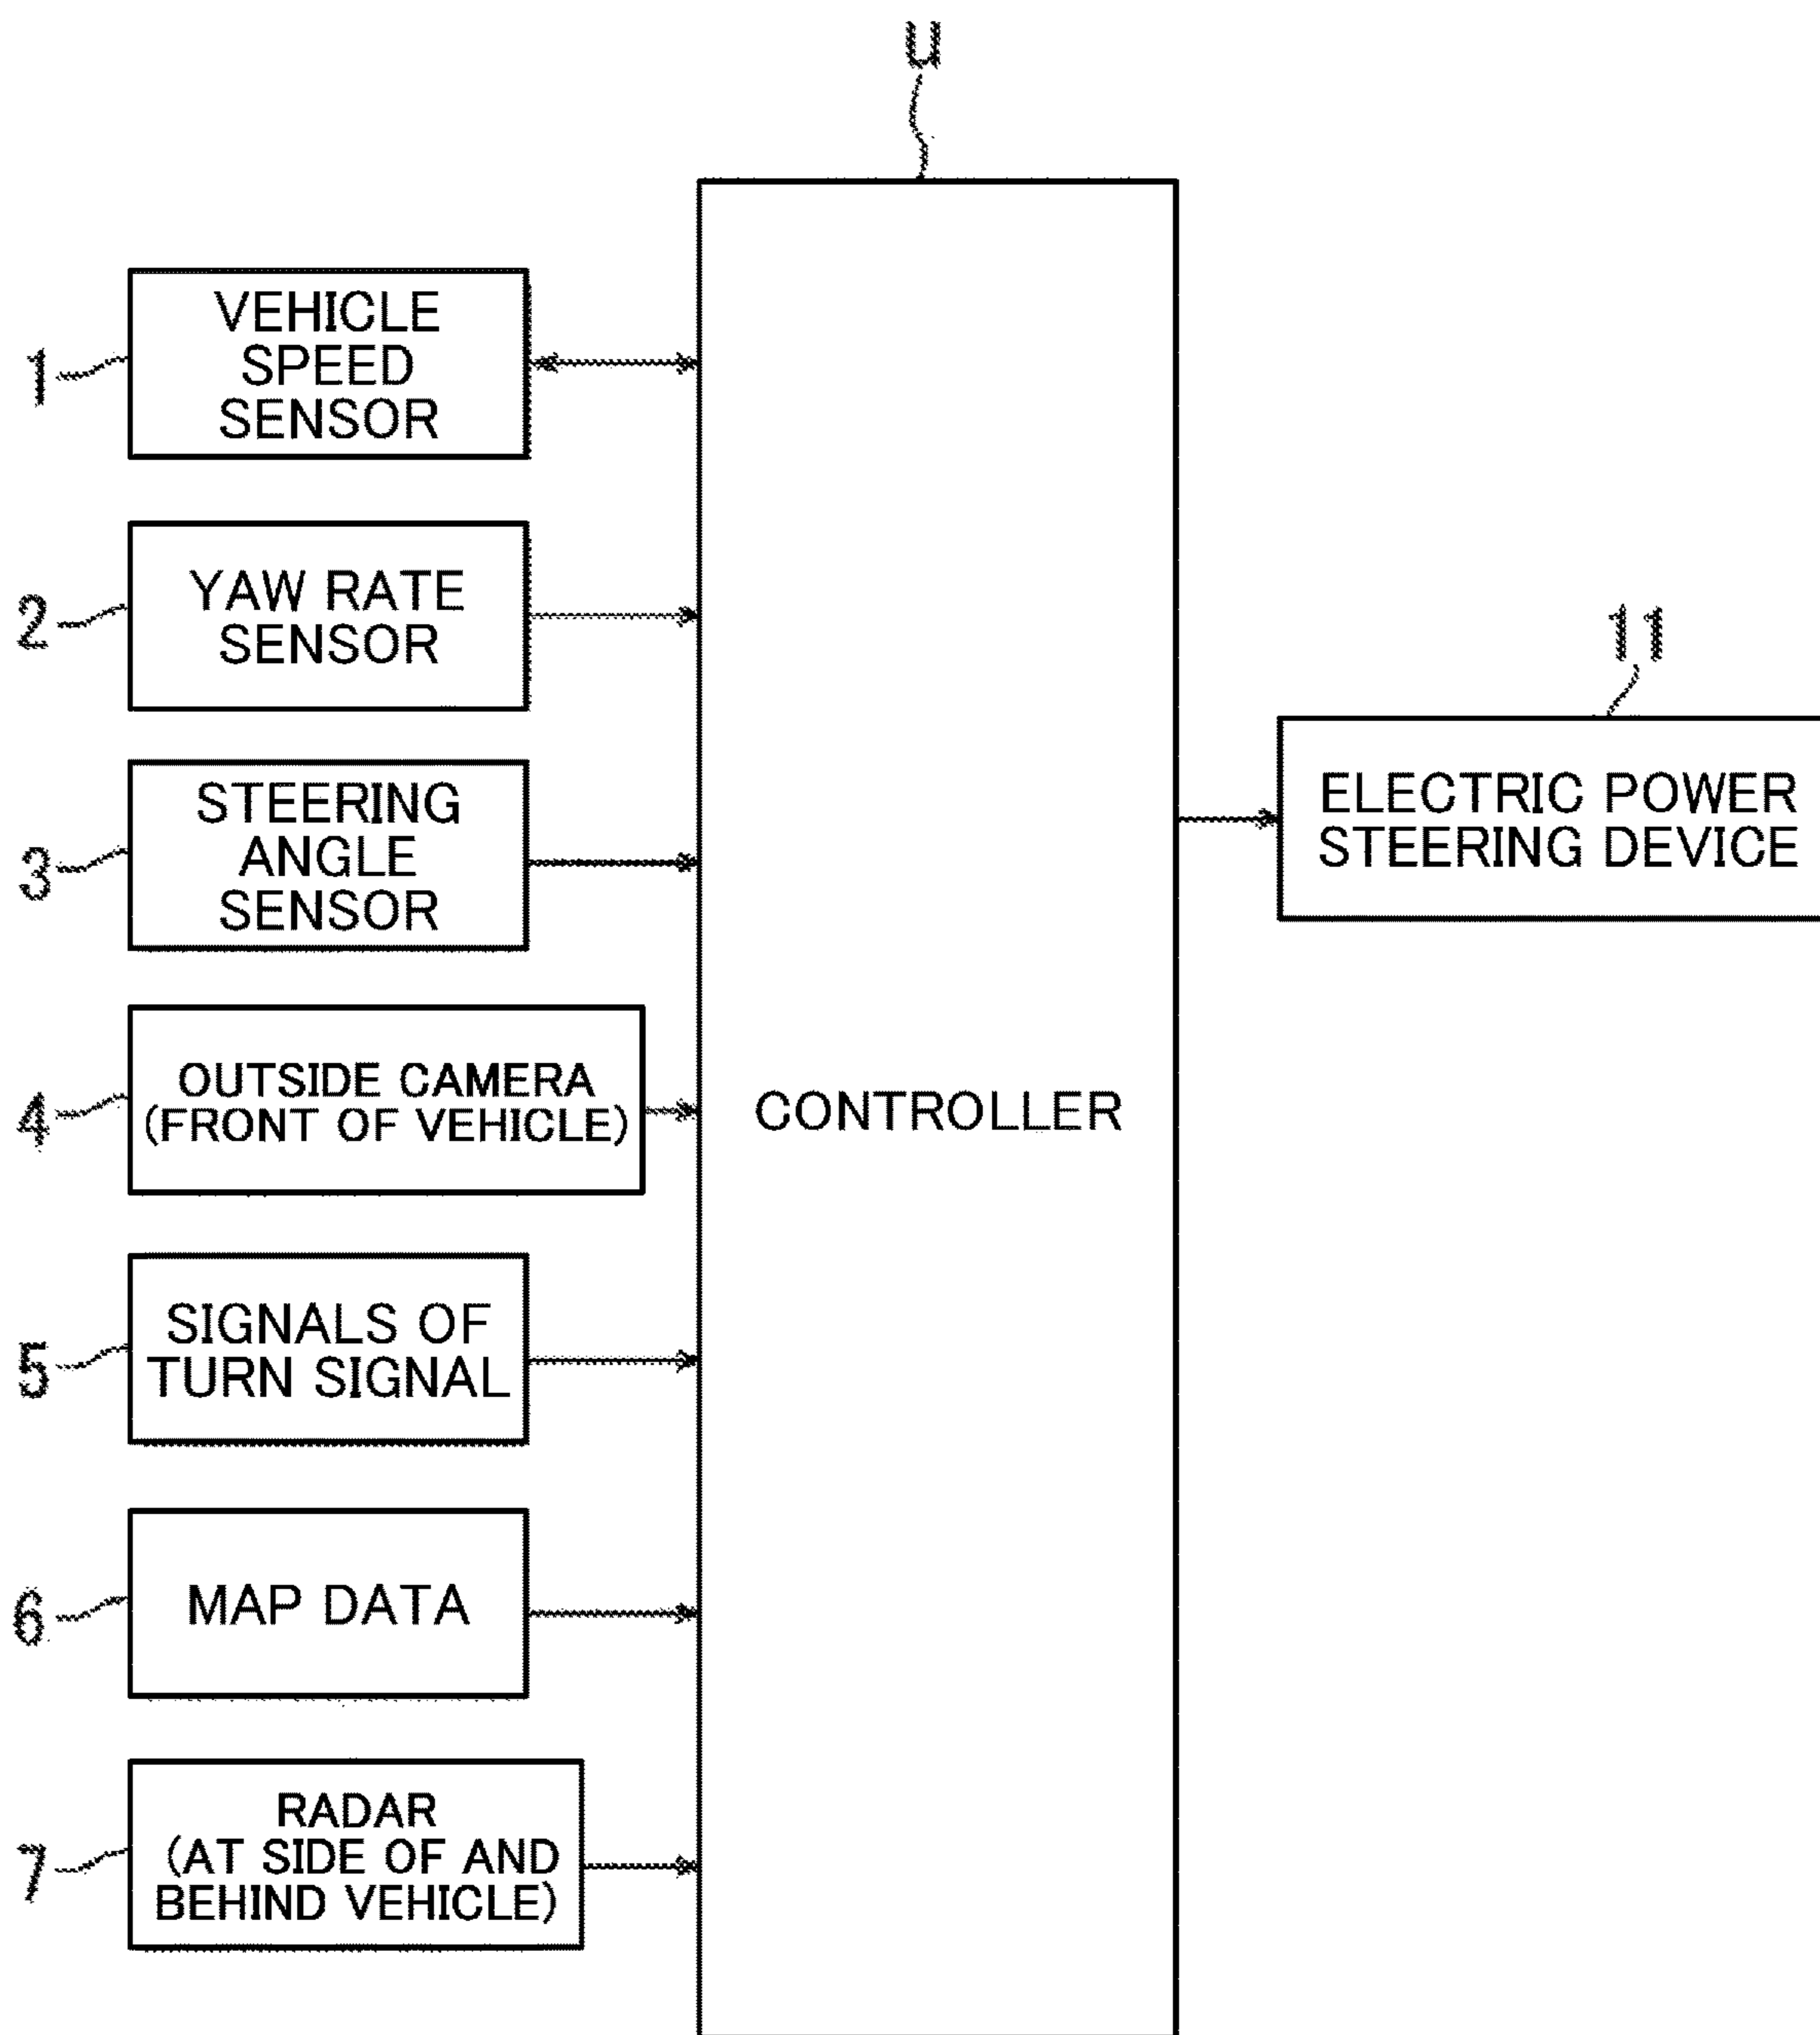 U
1
VEHICLE
SPEED
SENSOR
2
YAW RATE
SENSOR
3
STEERING
ANGLE
SENSOR
4
OUTSIDE CAMERA
(FRONT OF VEHICLE)
5
SIGNALS OF
TURN SIGNAL
6
MAP DATA
7
RADAR
(AT SIDE OF AND
BEHIND VEHICLE)
CONTROLLER
11
ELECTRIC POWER
STEERING DEVICE